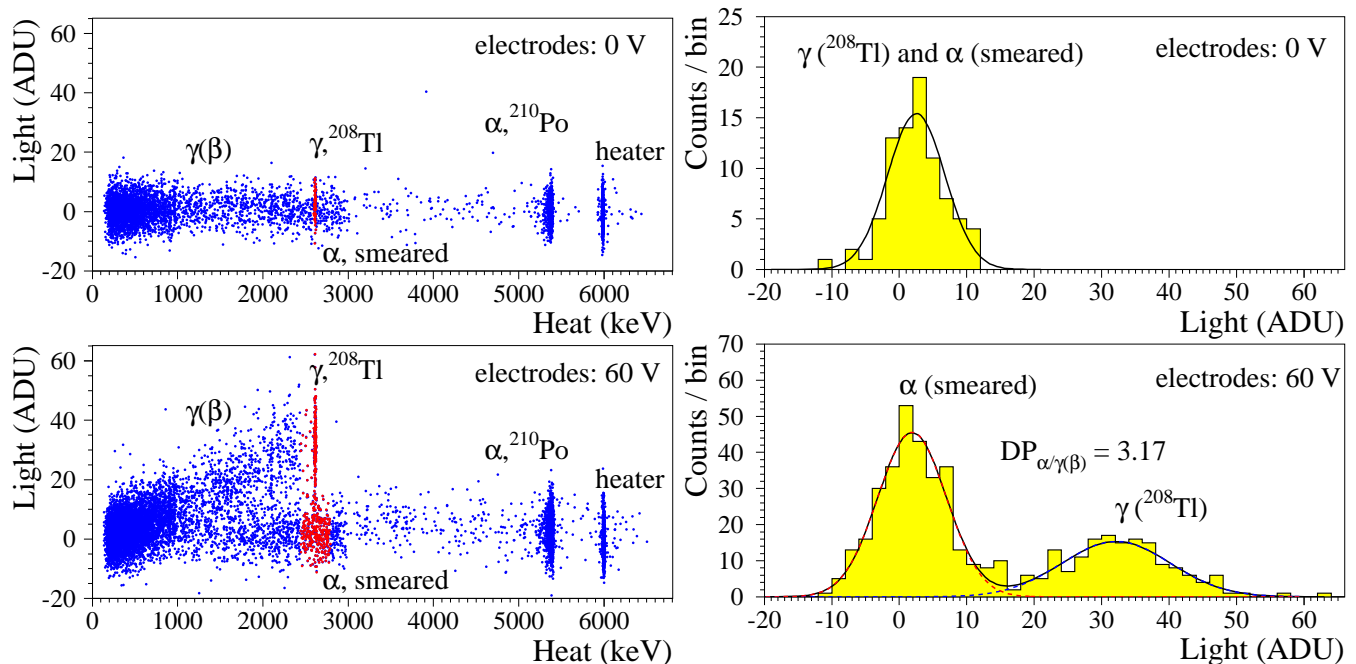 Light (ADU)
60
40
20
0
-20
electrodes: 0 V
γ(β)
γ,²⁰⁸Tl
α,²¹⁰Po
heater
α, smeared
0 1000 2000 3000 4000 5000 6000
Heat (keV)
Counts / bin
25
20
15
10
5
0
γ (²⁰⁸Tl) and α (smeared)
electrodes: 0 V
-20 -10 0 10 20 30 40 50 60
Light (ADU)
Light (ADU)
60
40
20
0
-20
γ,²⁰⁸Tl
electrodes: 60 V
γ(β)
α,²¹⁰Po
heater
α, smeared
0 1000 2000 3000 4000 5000 6000
Heat (keV)
Counts / bin
70
60
50
40
30
20
10
0
α (smeared)
electrodes: 60 V
DP_α/γ(β) = 3.17
γ (²⁰⁸Tl)
-20 -10 0 10 20 30 40 50 60
Light (ADU)